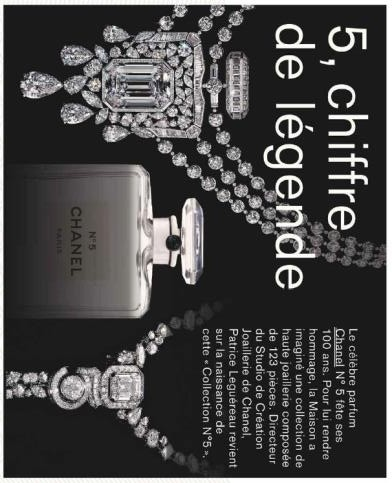 5, chiffre
de légende
Le célèbre parfum
Chanel N° 5 fête ses
100 ans. Pour lui rendre
hommage, la Maison a
imaginé une collection de
haute joaillerie composée
de 123 pièces. Directeur
du Studio de Création
Joaillerie de Chanel,
Patrice Leguéreau revient
sur la naissance de
cette « Collection N°5 ».
N°5
CHANEL
PARIS